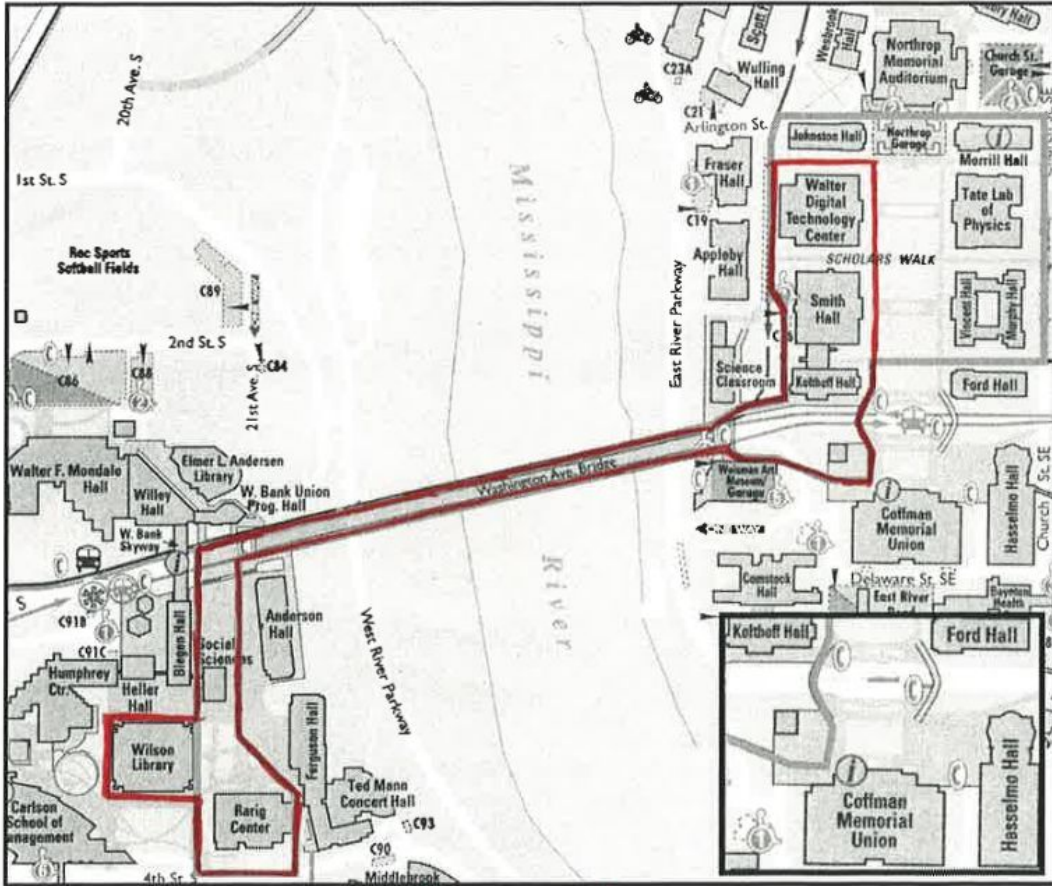 20th Ave. S
1st St. S
Rec Sports
Softball Fields
C89
2nd St. S
C86
C88
C84
21st Ave. S
Walter F. Mondale
Hall
Willey
Hall
Elmer L. Andersen
Library
W. Bank Union
Prog. Hall
W. Bank
Skyway
S
C91B
C91C
Blegen Hall
Social
Sciences
Anderson
Hall
Humphrey
Ctr.
Heller
Hall
Wilson
Library
Carlson
School of
anagement
Rarig
Center
Ferguson Hall
Ted Mann
Concert Hall
C93
C90
Middlebrook
4th St. S
West River Parkway
Mississippi
River
Washington Ave. Bridge
East River Parkway
C23A
Scott
Wulling
Hall
C21
Arlington St.
Fraser
Hall
C19
Appleby
Hall
Science
Classroom
Wesbrook
Hall
Northrop
Memorial
Auditorium
ory Hall
Church St.
Garage
SE
Johnston Hall
Northrop
Garage
Morrill Hall
Walter
Digital
Technology
Center
Tate Lab
of
Physics
SCHOLARS WALK
Smith
Hall
Vincent Hall
Murphy Hall
Kolthoff Hall
Ford Hall
Weisman Art
Museum/
Garage
ONE WAY
Coffman
Memorial
Union
Hasselmo Hall
Church St. SE
Comstock
Hall
Delaware St. SE
East River
Boynton
Health
Kolthoff Hall
Ford Hall
Coffman
Memorial
Union
Hasselmo Hall